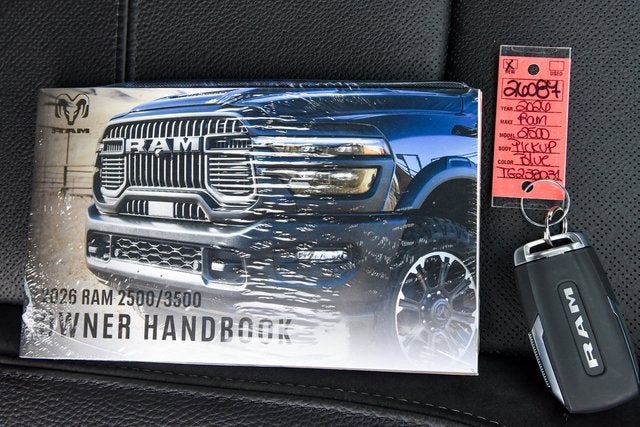 RAM
RAM
2026 RAM 2500/3500
OWNER HANDBOOK
X
NEW
USED
26089
YEAR 2026
MAKE Ram
MODEL 2500
BODY Pickup
COLOR Blue
TG238031
RAM